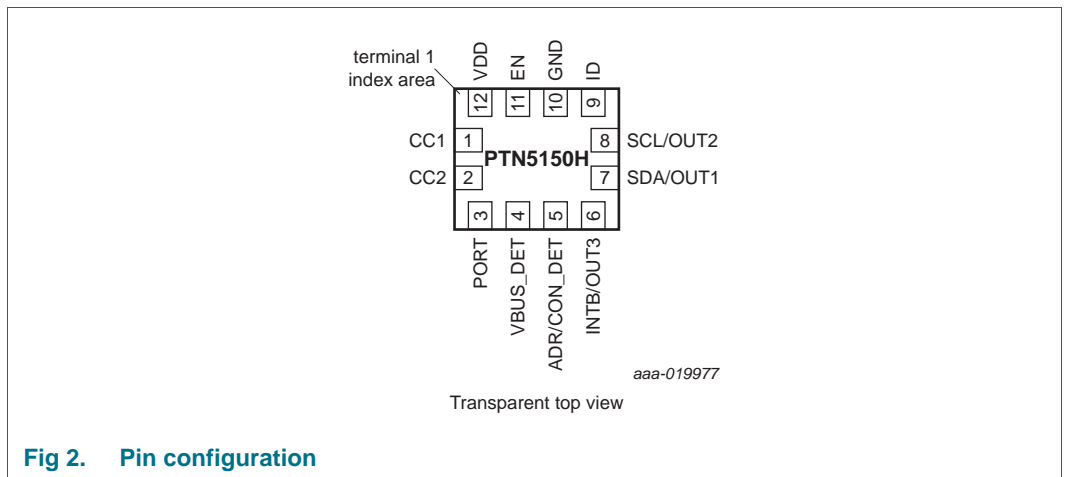 terminal 1
index area
VDD
EN
GND
ID
12
11
10
9
CC1
1
PTN5150H
8
SCL/OUT2
CC2
2
7
SDA/OUT1
3
4
5
6
PORT
VBUS_DET
ADR/CON_DET
INTB/OUT3
aaa-019977
Transparent top view
Fig 2. Pin configuration